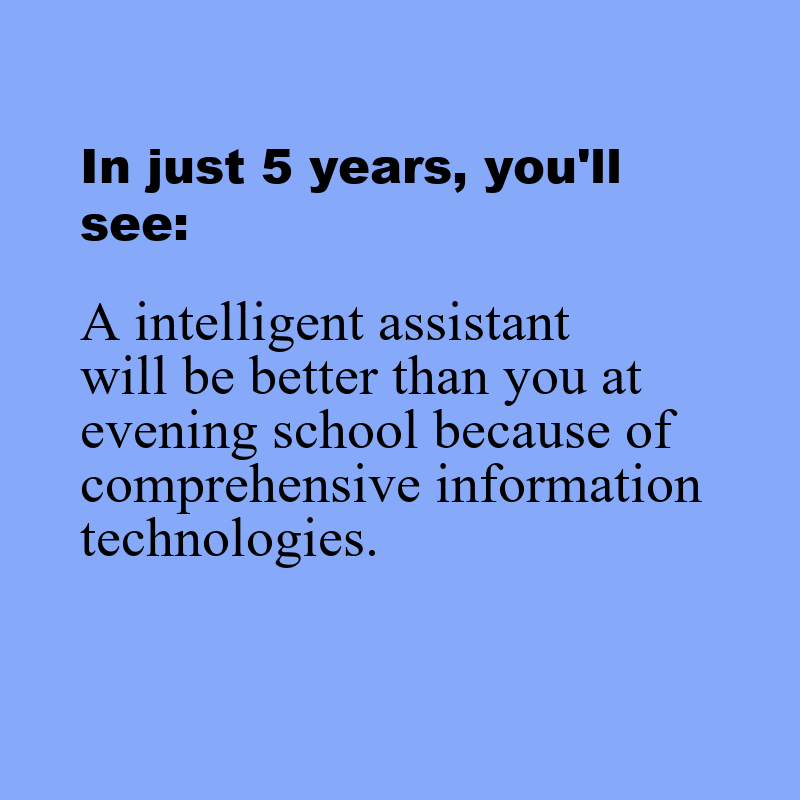 In just 5 years, you'll
see:
A intelligent assistant
will be better than you at
evening school because of
comprehensive information
technologies.